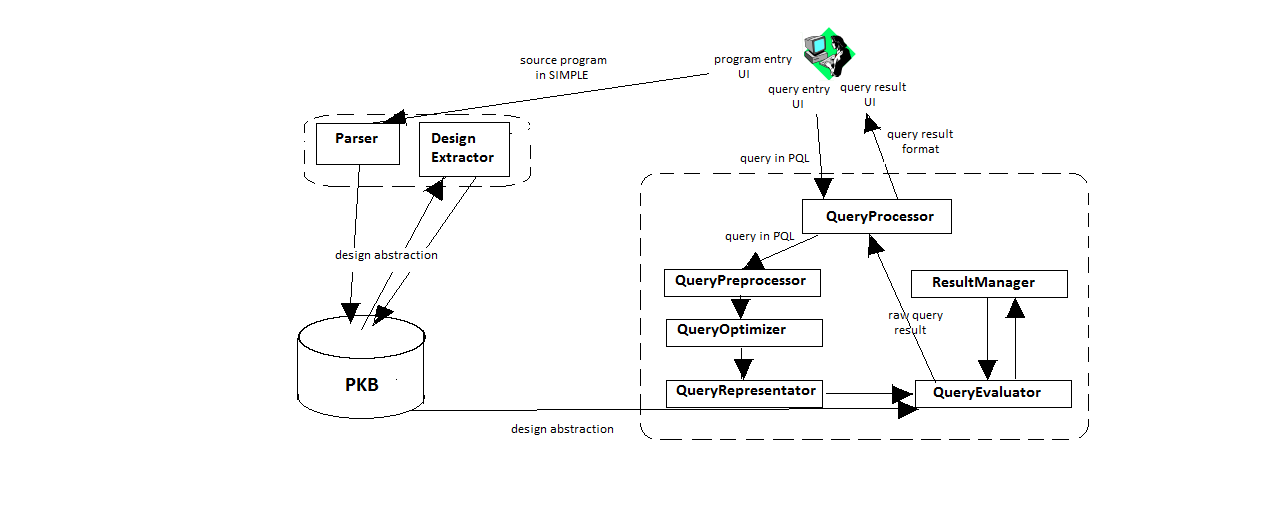 source program
in SIMPLE
program entry
UI
query entry
UI
query result
UI
Parser
Design
Extractor
query result
format
query in PQL
QueryProcessor
query in PQL
design abstraction
QueryPreprocessor
ResultManager
raw query
result
QueryOptimizer
PKB
QueryRepresentator
QueryEvaluator
design abstraction